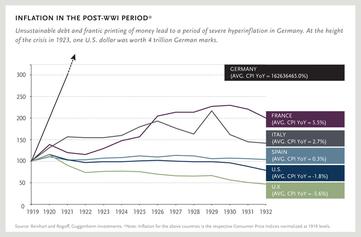 INFLATION IN THE POST-WWI PERIOD*
Unsustainable debt and frantic printing of money lead to a period of severe hyperinflation in Germany. At the height
of the crisis in 1923, one U.S. dollar was worth 4 trillion German marks.
300
250
200
150
100
50
0
1919 1920 1921 1922 1923 1924 1925 1926 1927 1928 1929 1930 1931 1932
GERMANY
(AVG. CPI YoY = 162636465.0%)
FRANCE
(AVG. CPI YoY = 5.5%)
ITALY
(AVG. CPI YoY = 2.7%)
SPAIN
(AVG. CPI YoY = 0.3%)
U.S.
(AVG. CPI YoY = -1.8%)
U.K
(AVG. CPI YoY = -5.6%)
Source: Reinhart and Rogoff, Guggenheim Investments. *Note: Inflation for the above countries is the respective Consumer Price Indices normalized at 1919 levels.